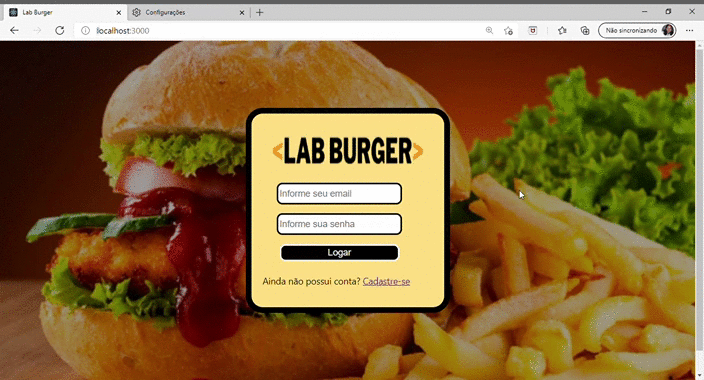 Lab Burger
Configurações
localhost:3000
Não sincronizando
<LAB BURGER>
Informe seu email
Informe sua senha
Logar
Ainda não possui conta? Cadastre-se